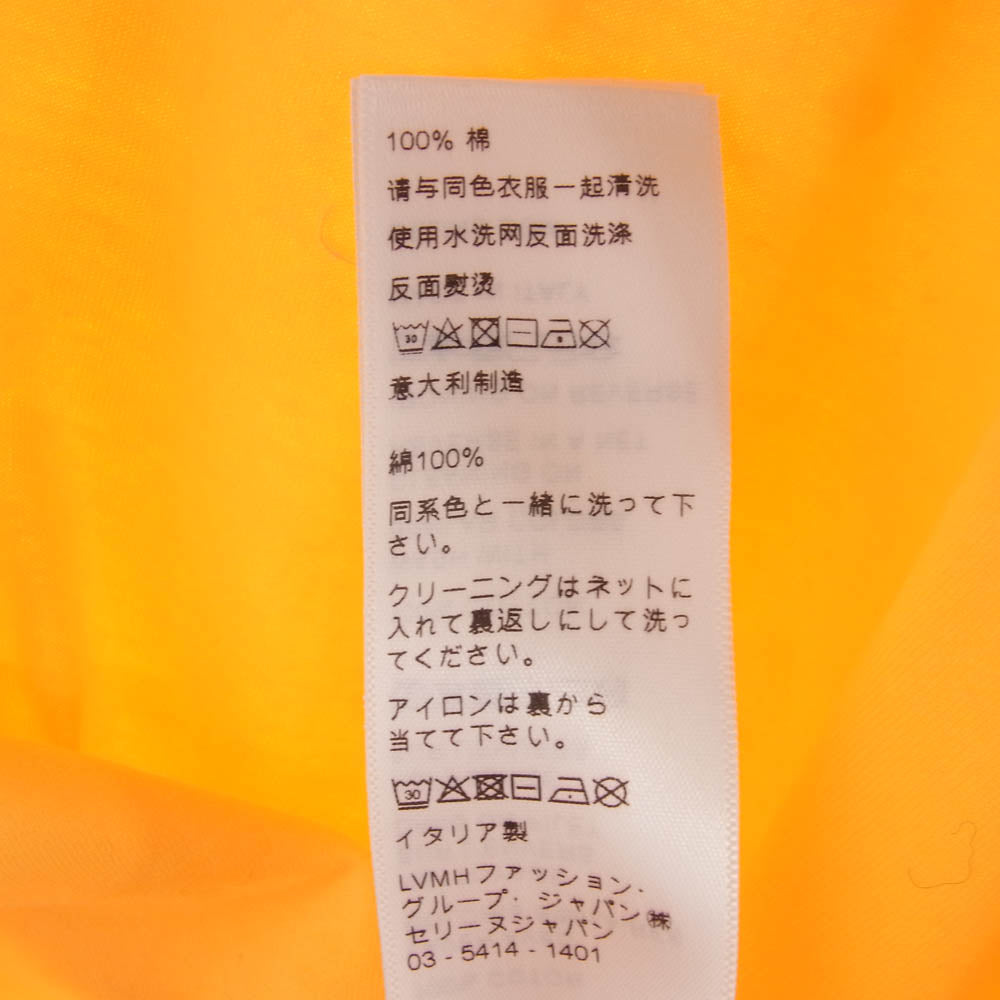 100% 棉
请与同色衣服一起清洗
使用水洗网反面洗涤
反面熨烫
30
意大利制造
綿100%
同系色と一緒に洗って下
さい。
クリーニングはネットに
入れて裏返しにして洗っ
てください。
アイロンは裏から
当てて下さい。
30
イタリア製
LVMHファッション・
グループ・ジャパン㈱
セリーヌジャパン
03 - 5414 - 1401